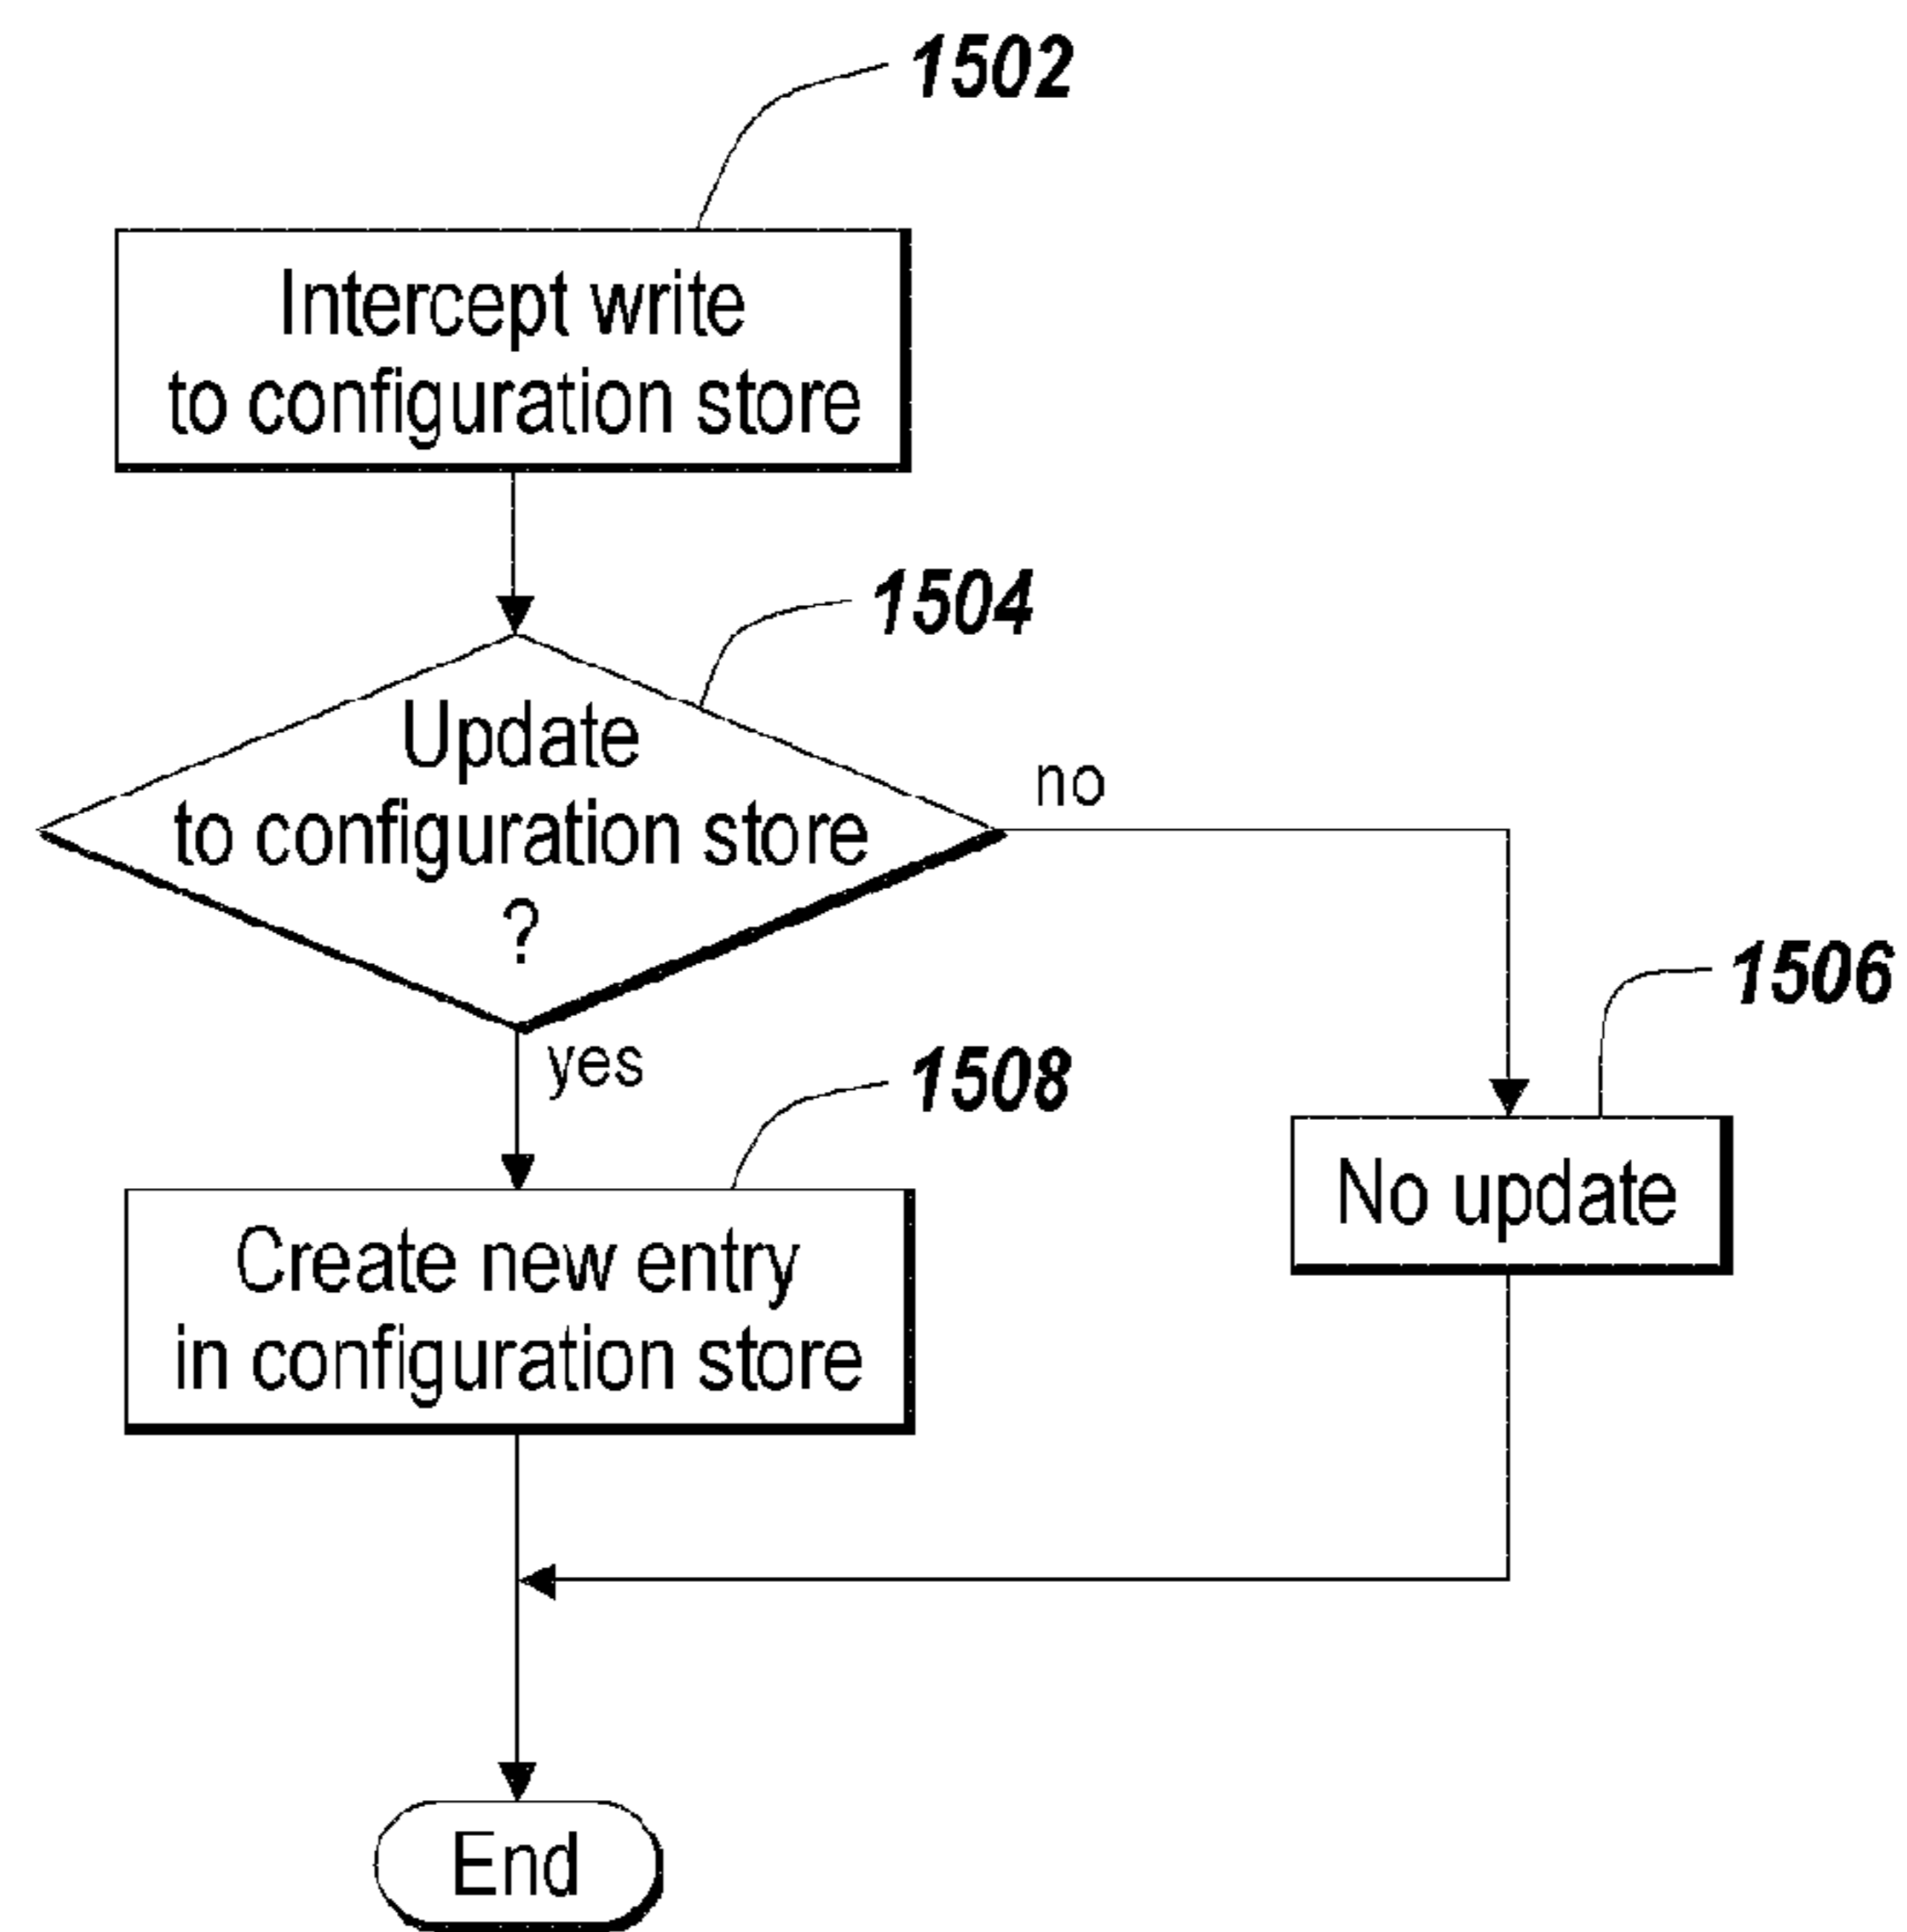 1502
Intercept write
to configuration store
1504
Update
to configuration store
?
no
yes
1506
1508
No update
Create new entry
in configuration store
End